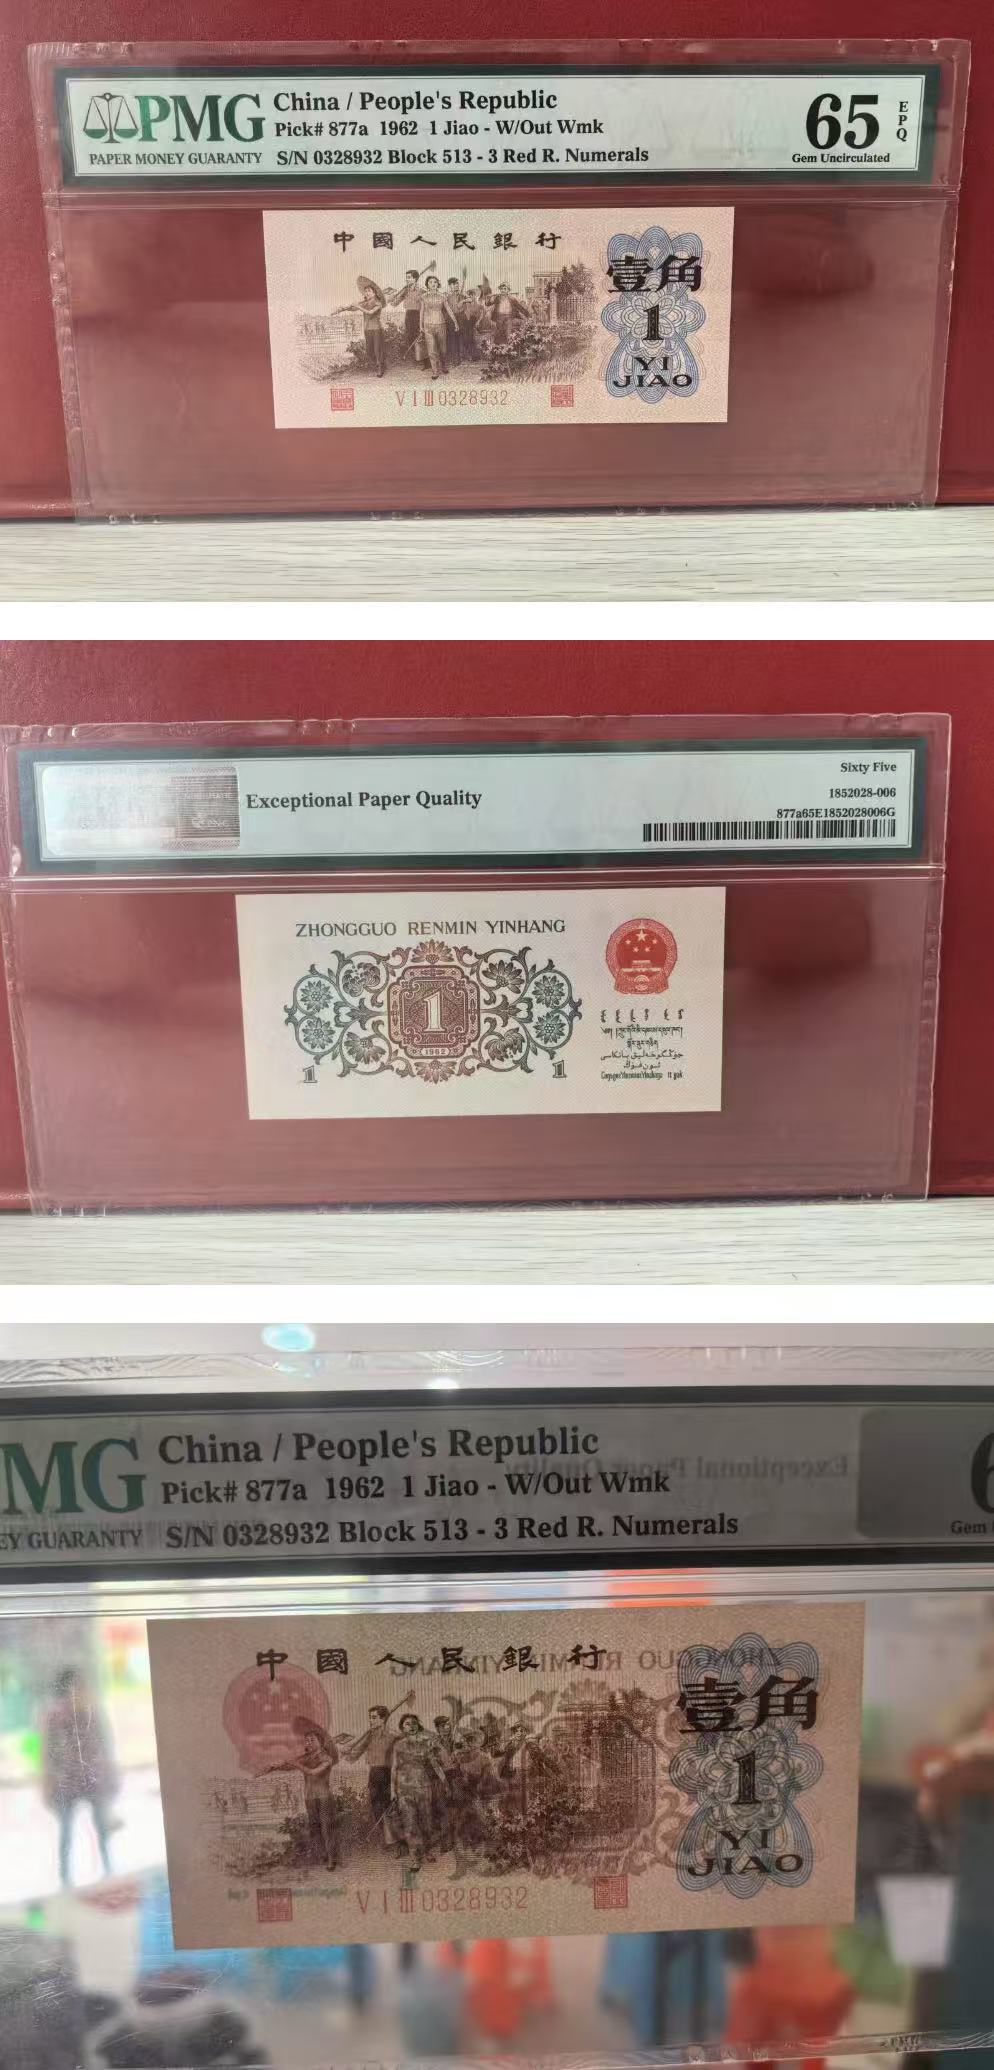 PMG
PAPER MONEY GUARANTY
China / People's Republic
Pick# 877a 1962 1 Jiao - W/Out Wmk
S/N 0328932 Block 513 - 3 Red R. Numerals
65
EPQ
Gem Uncirculated
中國人民銀行
壹角
1
YI
JIAO
V I III 0328932
Exceptional Paper Quality
Sixty Five
1852028-006
877a65E1852028006G
ZHONGGUO RENMIN YINHANG
1
(1962)
1
1
MG
EY GUARANTY
China / People's Republic
Pick# 877a 1962 1 Jiao - W/Out Wmk
S/N 0328932 Block 513 - 3 Red R. Numerals
Gem
中國人民銀行
壹角
1
YI
JIAO
V I III 0328932